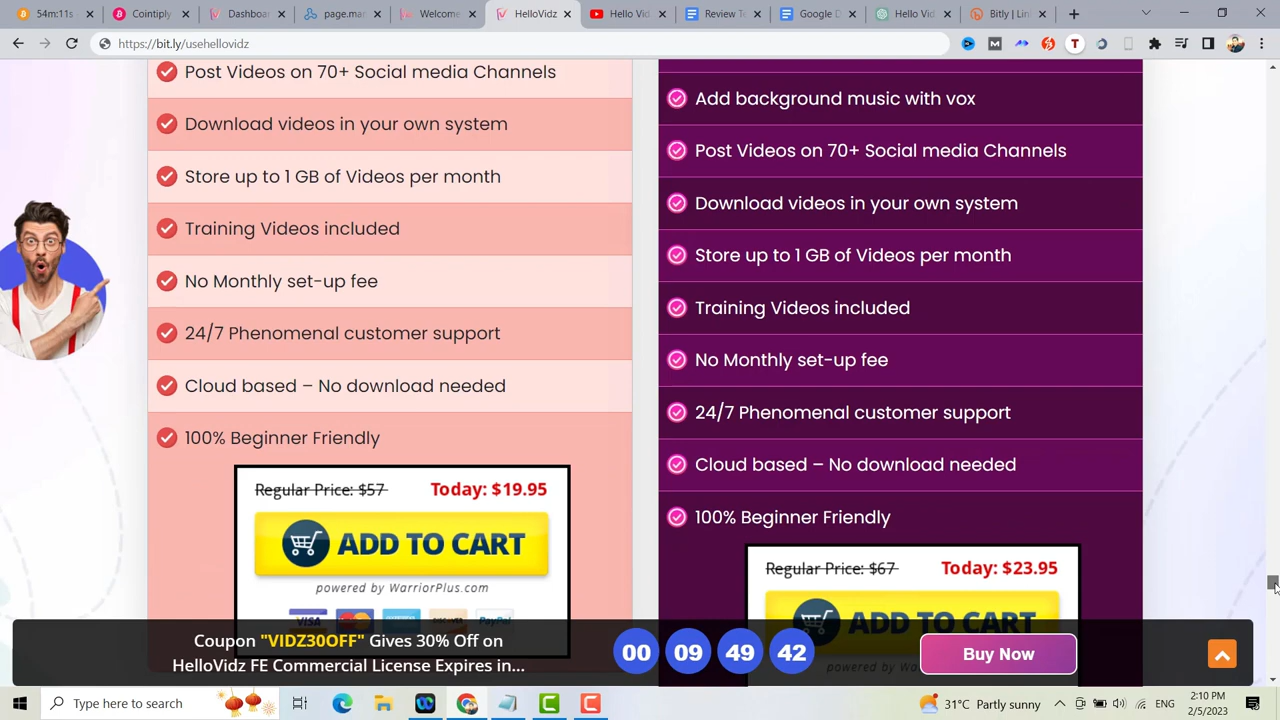 54m11s
Cointiply
Dashboar
page.mar
Welcome
HelloVidz
Hello Vid
Review Te
Google D
Hello Vid
Bitly | Lin
https://bit.ly/usehellovidz
Post Videos on 70+ Social media Channels
Download videos in your own system
Store up to 1 GB of Videos per month
Training Videos included
No Monthly set-up fee
24/7 Phenomenal customer support
Cloud based – No download needed
100% Beginner Friendly
Regular Price: $57
Today: $19.95
ADD TO CART
powered by WarriorPlus.com
VISA
PayPal
Add background music with vox
Post Videos on 70+ Social media Channels
Download videos in your own system
Store up to 1 GB of Videos per month
Training Videos included
No Monthly set-up fee
24/7 Phenomenal customer support
Cloud based – No download needed
100% Beginner Friendly
Regular Price: $67
Today: $23.95
ADD TO CART
powered by
Coupon "VIDZ30OFF" Gives 30% Off on
HelloVidz FE Commercial License Expires in...
00 09 49 42
Buy Now
Type here to search
31°C Partly sunny
ENG
2:10 PM
2/5/2023